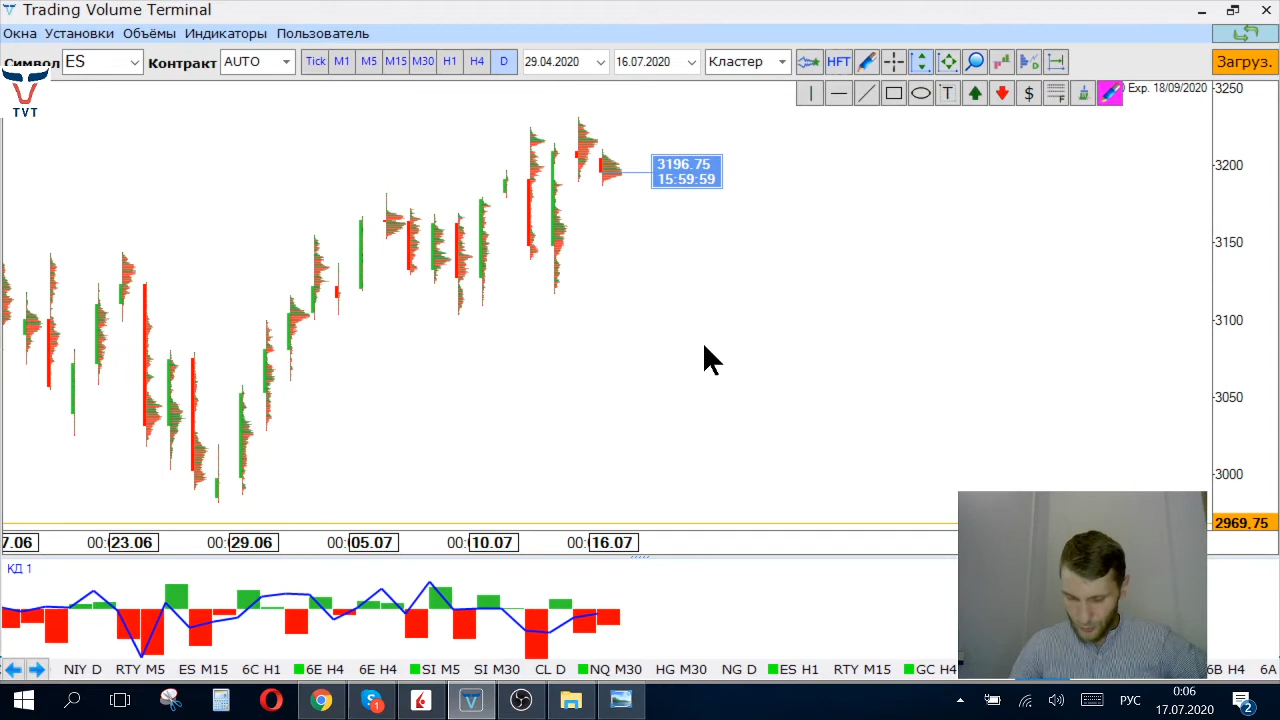 Trading Volume Terminal
Окна Установки Объёмы Индикаторы Пользователь
Символ ES Контракт AUTO Tick M1 M5 M15 M30 H1 H4 D 29.04.2020 16.07.2020 Кластер HFT Загруз.
TVT
T $ F Exp. 18/09/2020
3250
3200
3196.75
15:59:59
3150
3100
3050
3000
2969,75
7.06 00: 23.06 00: 29.06 00: 05.07 00: 10.07 00: 16.07
КД 1
NIY D RTY M5 ES M15 6C H1 6E H4 6E H4 SI M5 SI M30 CL D NQ M30 HG M30 NG D ES H1 RTY M15 GC H4 6B H4 6A
1 РУС 0:06
17.07.2020 2